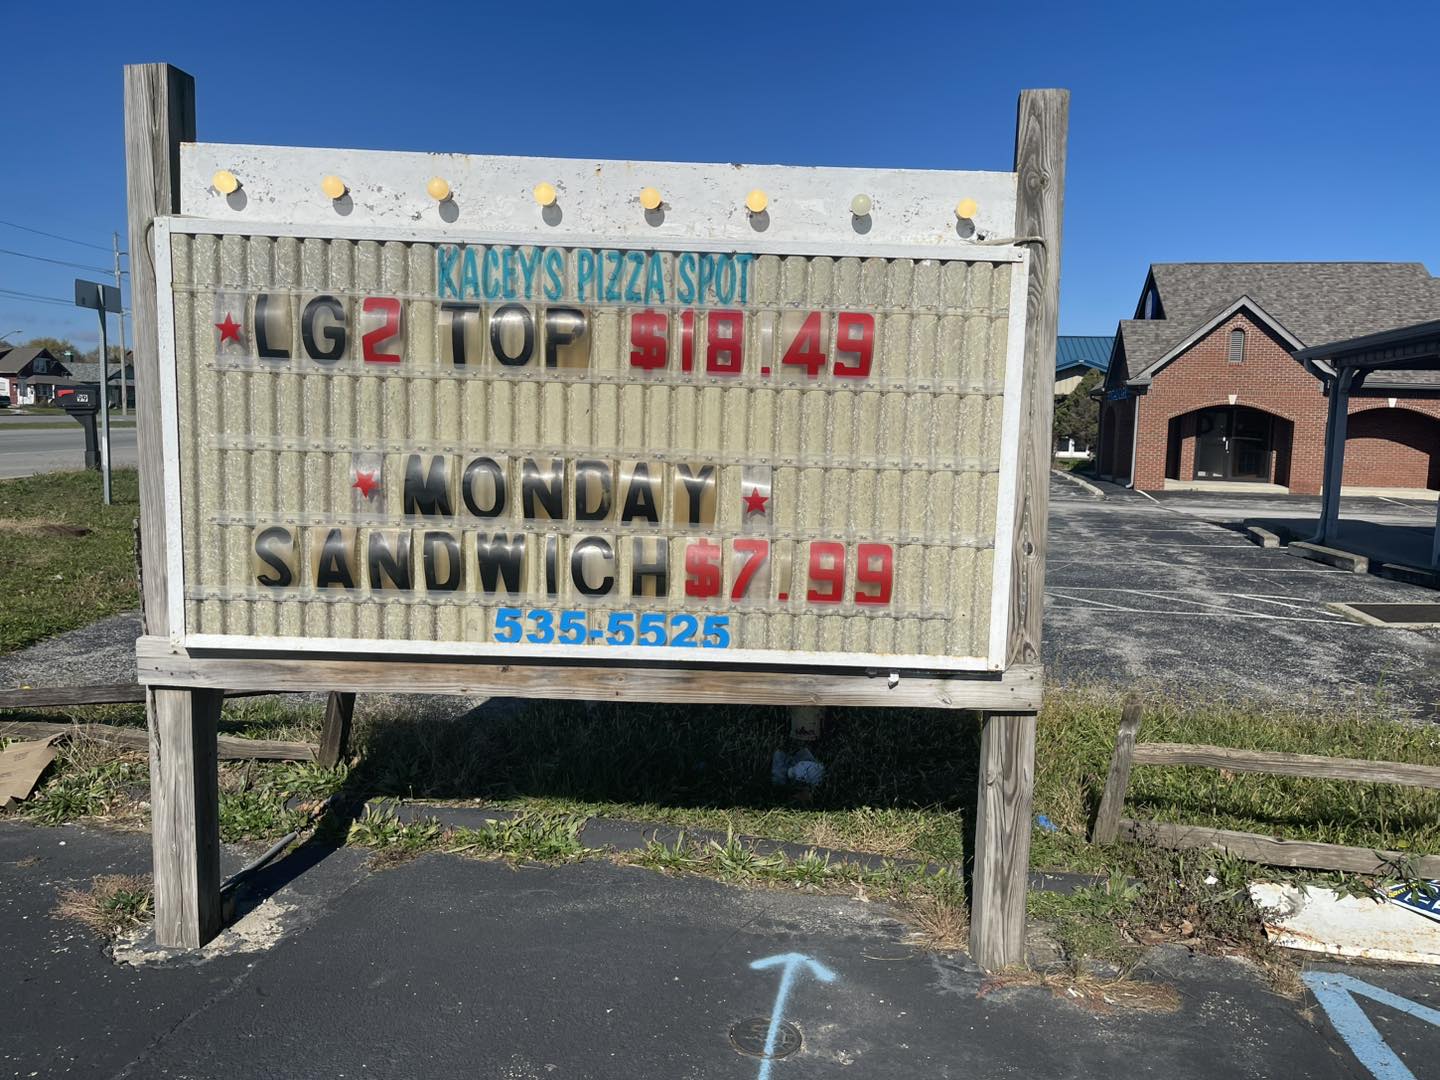 KACEY'S PIZZA SPOT
LG2 TOP $18.49
MONDAY
SANDWICH $7.99
535-5525